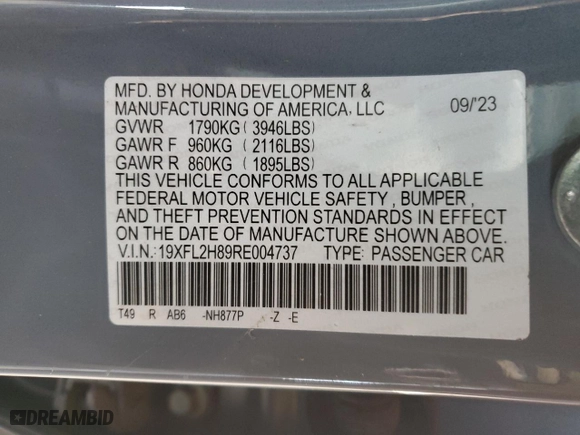 MFD. BY HONDA DEVELOPMENT &
MANUFACTURING OF AMERICA, LLC 09/'23
GVWR 1790KG ( 3946LBS)
GAWR F 960KG ( 2116LBS)
GAWR R 860KG ( 1895LBS)
THIS VEHICLE CONFORMS TO ALL APPLICABLE
FEDERAL MOTOR VEHICLE SAFETY , BUMPER ,
AND THEFT PREVENTION STANDARDS IN EFFECT
ON THE DATE OF MANUFACTURE SHOWN ABOVE.
V.I.N.:19XFL2H89RE004737 TYPE: PASSENGER CAR
T49 R AB6 -NH877P -Z -E
DREAMBID